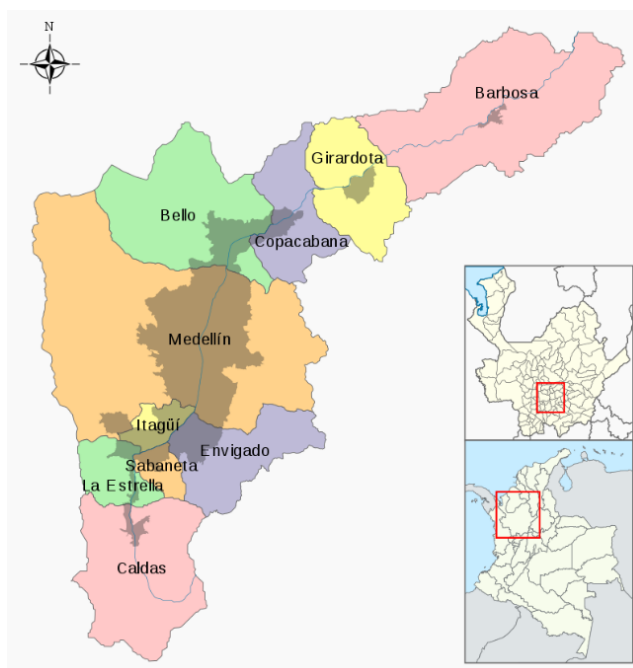 N
Barbosa
Girardota
Bello
Copacabana
Medellín
Itagüí
Envigado
Sabaneta
La Estrella
Caldas